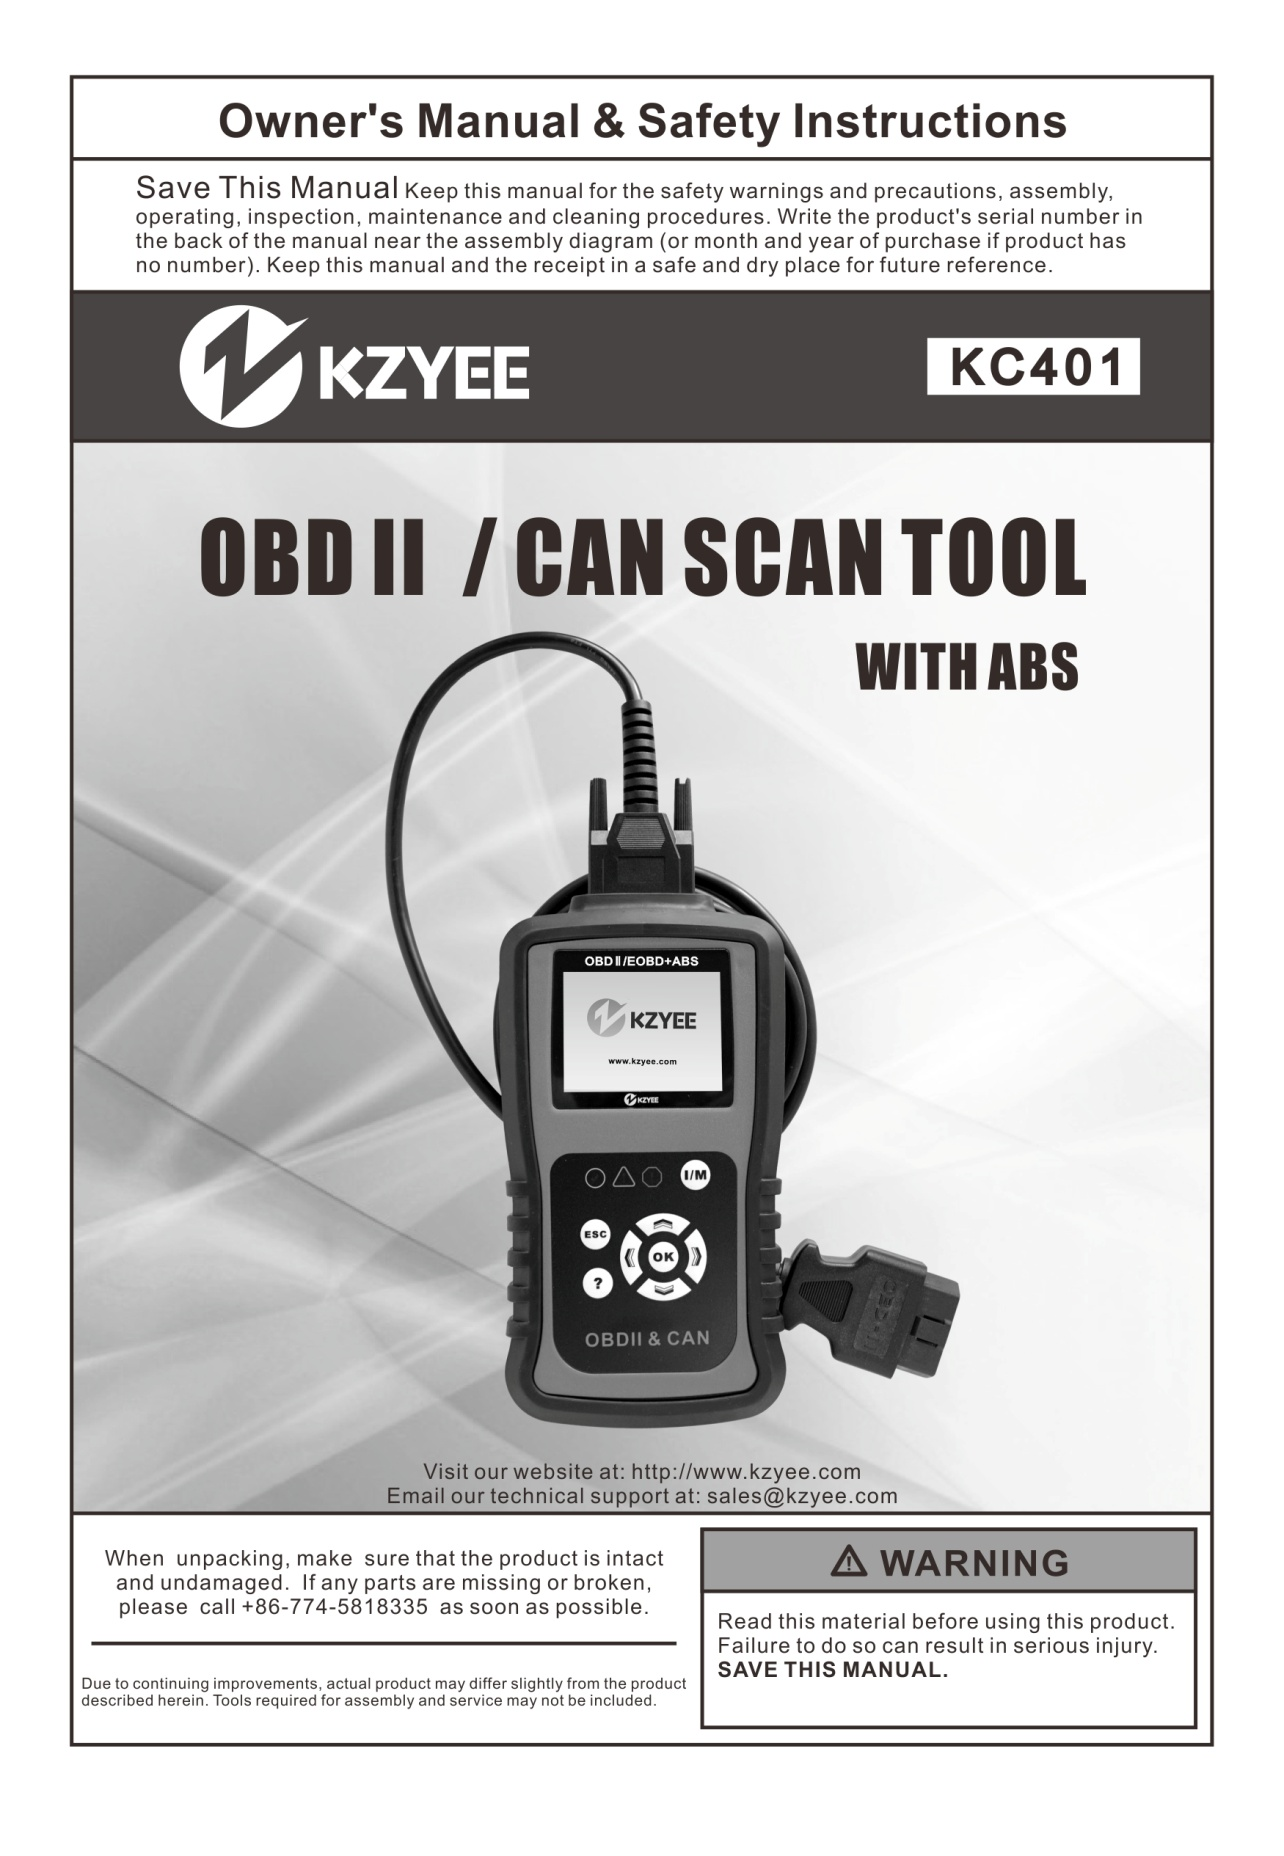 Owner's Manual & Safety Instructions
Save This Manual Keep this manual for the safety warnings and precautions, assembly,
operating, inspection, maintenance and cleaning procedures. Write the product's serial number in
the back of the manual near the assembly diagram (or month and year of purchase if product has
no number). Keep this manual and the receipt in a safe and dry place for future reference.
KZYEE
KC401
OBD II / CAN SCAN TOOL
WITH ABS
OBD II/EOBD+ABS
KZYEE
www.kzyee.com
KZYEE
I/M
ESC
OK
?
OBDII & CAN
Visit our website at: http://www.kzyee.com
Email our technical support at: sales@kzyee.com
When unpacking, make sure that the product is intact
and undamaged. If any parts are missing or broken,
please call +86-774-5818335 as soon as possible.
Due to continuing improvements, actual product may differ slightly from the product
described herein. Tools required for assembly and service may not be included.
WARNING
Read this material before using this product.
Failure to do so can result in serious injury.
SAVE THIS MANUAL.